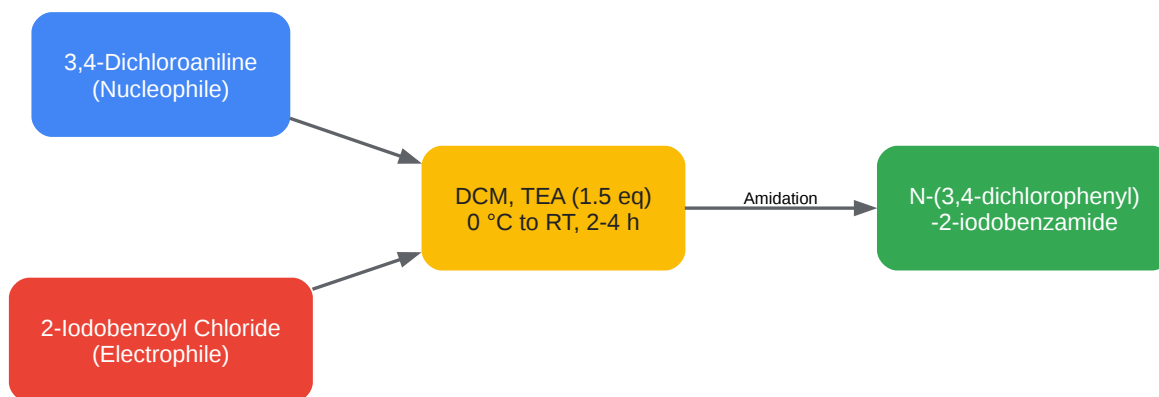 3,4-Dichloroaniline
(Nucleophile)
2-Iodobenzoyl Chloride
(Electrophile)
DCM, TEA (1.5 eq)
0 °C to RT, 2-4 h
Amidation
N-(3,4-dichlorophenyl)
-2-iodobenzamide